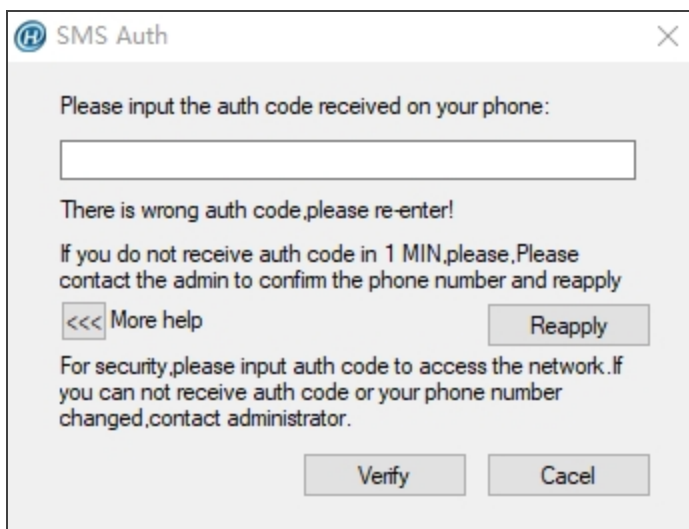 SMS Auth
Please input the auth code received on your phone:
There is wrong auth code,please re-enter!
If you do not receive auth code in 1 MIN,please,Please
contact the admin to confirm the phone number and reapply
<<< More help
Reapply
For security,please input auth code to access the network.If
you can not receive auth code or your phone number
changed,contact administrator.
Verify
Cacel